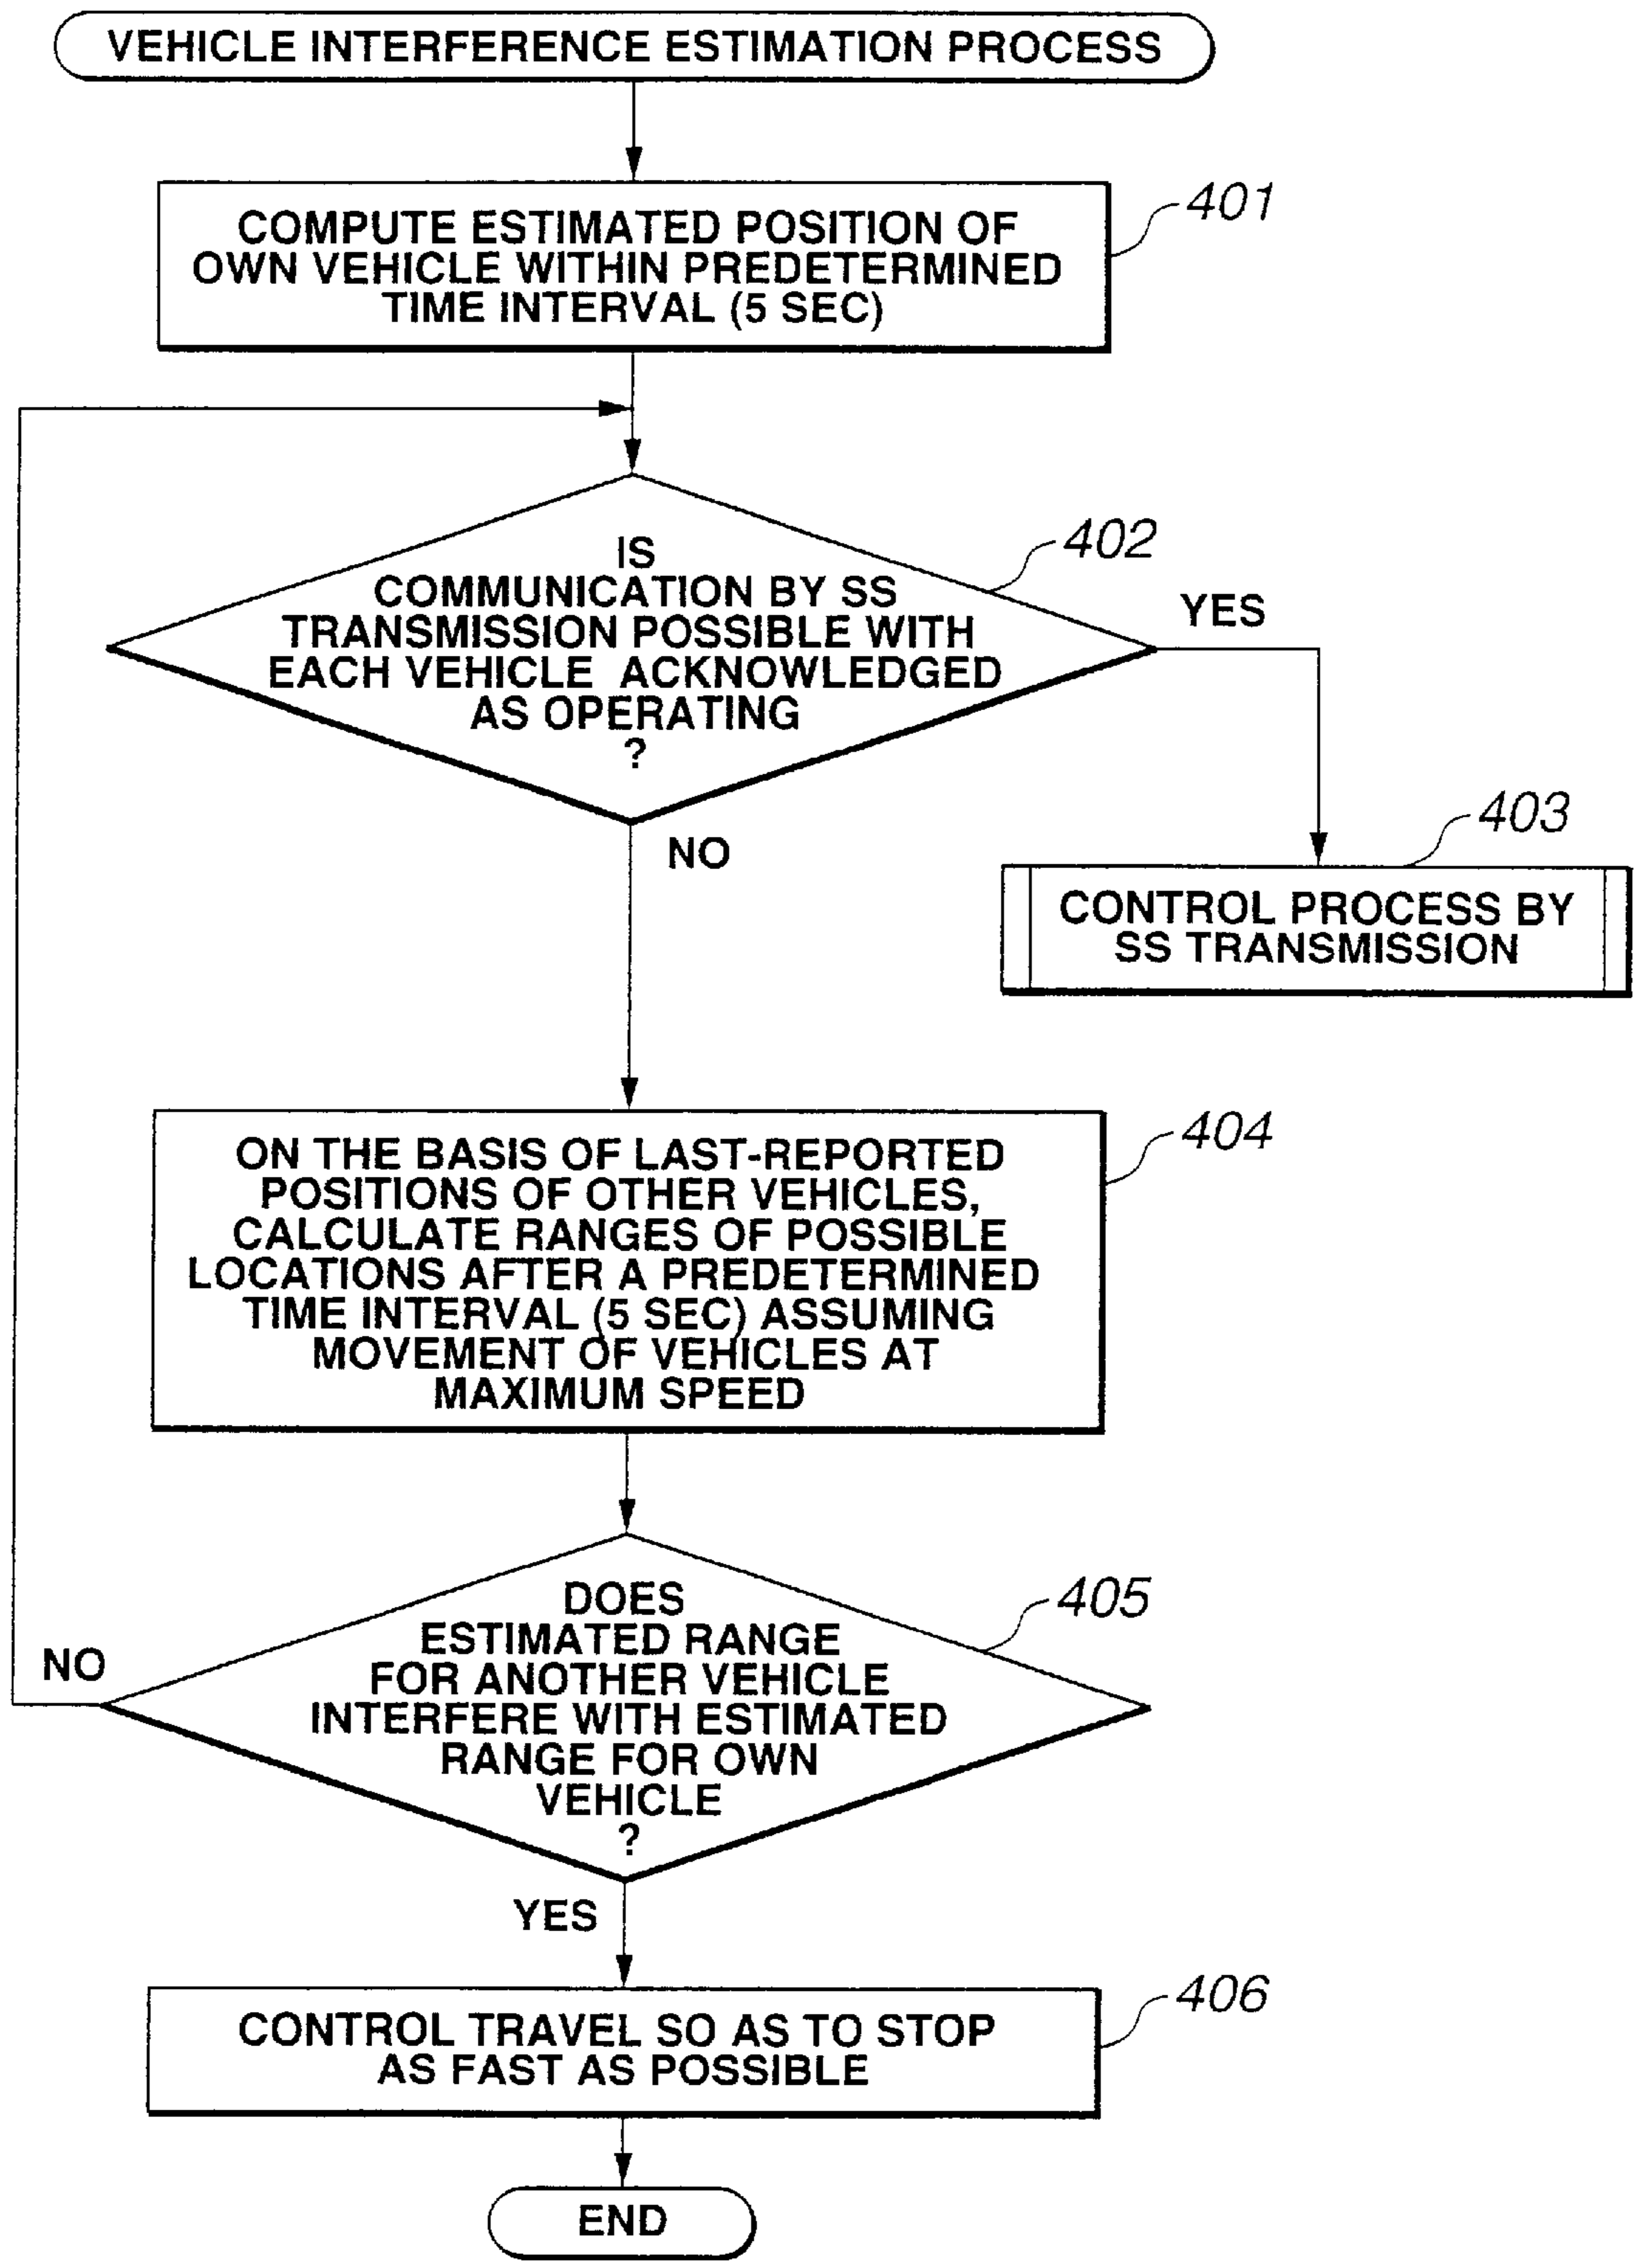 VEHICLE INTERFERENCE ESTIMATION PROCESS
401
COMPUTE ESTIMATED POSITION OF
OWN VEHICLE WITHIN PREDETERMINED
TIME INTERVAL (5 SEC)
402
IS
COMMUNICATION BY SS
TRANSMISSION POSSIBLE WITH
EACH VEHICLE ACKNOWLEDGED
AS OPERATING
?
YES
NO
403
CONTROL PROCESS BY
SS TRANSMISSION
404
ON THE BASIS OF LAST-REPORTED
POSITIONS OF OTHER VEHICLES,
CALCULATE RANGES OF POSSIBLE
LOCATIONS AFTER A PREDETERMINED
TIME INTERVAL (5 SEC) ASSUMING
MOVEMENT OF VEHICLES AT
MAXIMUM SPEED
405
DOES
ESTIMATED RANGE
FOR ANOTHER VEHICLE
INTERFERE WITH ESTIMATED
RANGE FOR OWN
VEHICLE
?
NO
YES
406
CONTROL TRAVEL SO AS TO STOP
AS FAST AS POSSIBLE
END